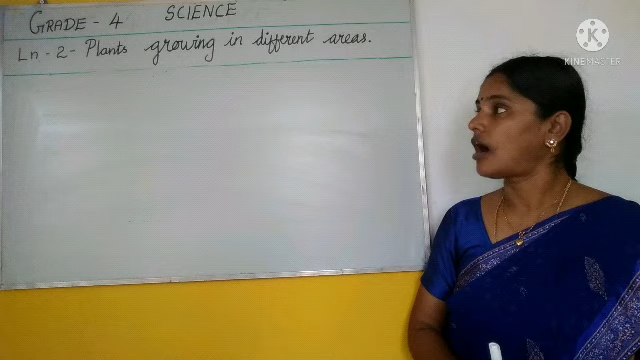 GRADE - 4 SCIENCE
Ln - 2 - Plants growing in different areas.
K
KINEMASTER